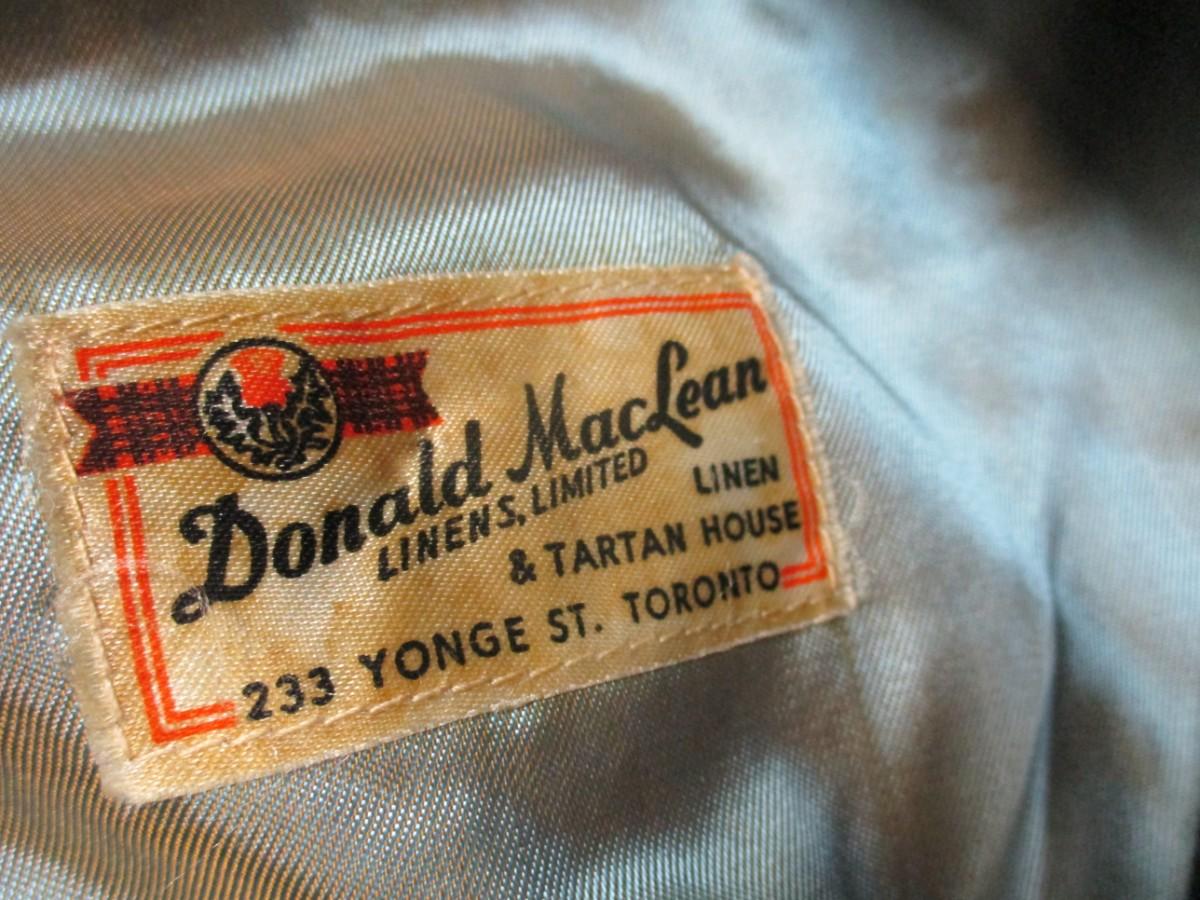 Donald MacLean
LINENS, LIMITED
LINEN
& TARTAN HOUSE
233 YONGE ST. TORONTO